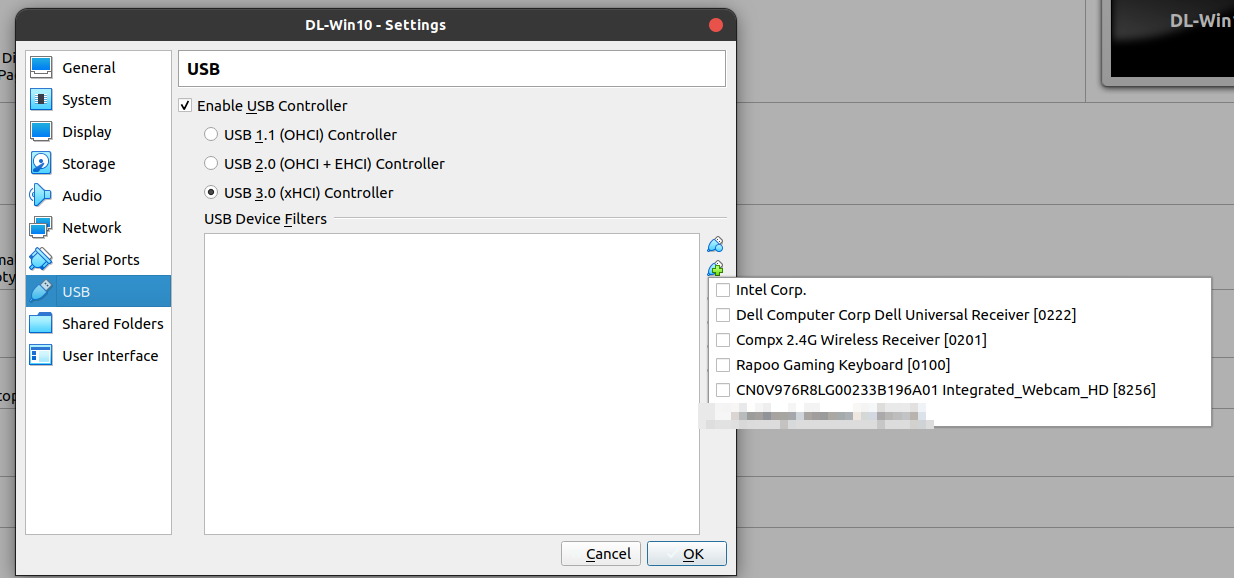 DL-Win10 - Settings
DL-Win
Di
Pa
General
System
Display
Storage
Audio
Network
Serial Ports
USB
Shared Folders
User Interface
USB
Enable USB Controller
USB 1.1 (OHCI) Controller
USB 2.0 (OHCI + EHCI) Controller
USB 3.0 (xHCI) Controller
USB Device Filters
Intel Corp.
Dell Computer Corp Dell Universal Receiver [0222]
Compx 2.4G Wireless Receiver [0201]
Rapoo Gaming Keyboard [0100]
CN0V976R8LG00233B196A01 Integrated_Webcam_HD [8256]
Cancel
OK